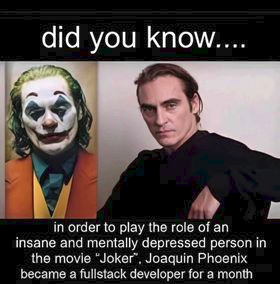 did you know....
in order to play the role of an
insane and mentally depressed person in
the movie "Joker", Joaquin Phoenix
became a fullstack developer for a month